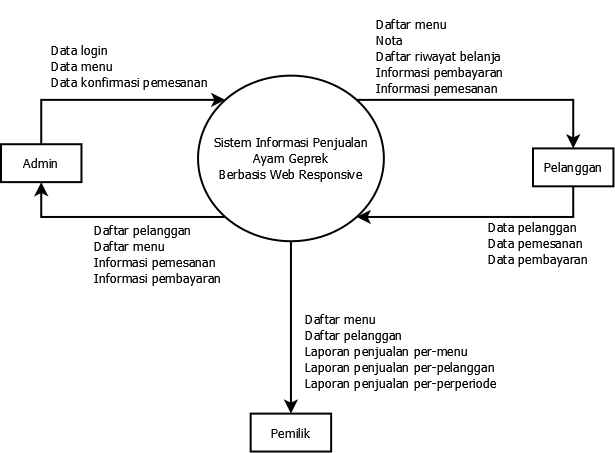 Daftar menu
Nota
Daftar riwayat belanja
Informasi pembayaran
Informasi pemesanan
Data login
Data menu
Data konfirmasi pemesanan
Sistem Informasi Penjualan
Ayam Geprek
Berbasis Web Responsive
Admin
Pelanggan
Daftar pelanggan
Daftar menu
Informasi pemesanan
Informasi pembayaran
Data pelanggan
Data pemesanan
Data pembayaran
Daftar menu
Daftar pelanggan
Laporan penjualan per-menu
Laporan penjualan per-pelanggan
Laporan penjualan per-perperiode
Pemilik